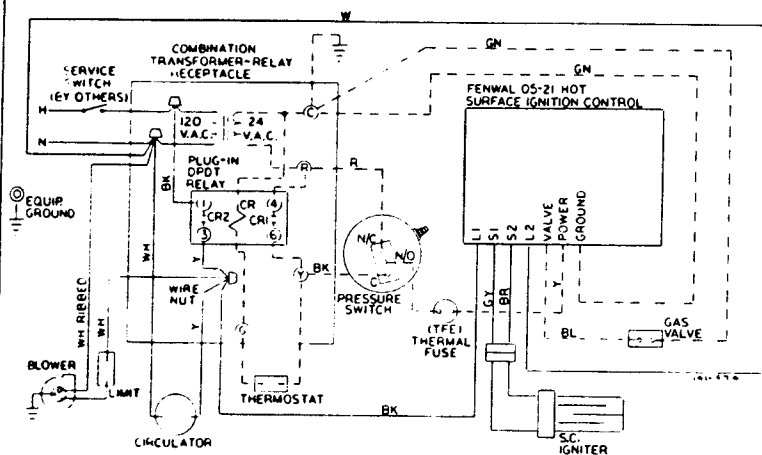 W
COMBINATION
TRANSFORMER-RELAY
RECEPTACLE
SERVICE
SWITCH
(BY OTHERS)
H
N
120
V.A.C.
24
V.A.C.
C
GN
GN
FENWAL 05-21 HOT
SURFACE IGNITION CONTROL
PLUG-IN
DPDT
RELAY
R
R
BK
(1)
CR
(4)
CR2
CR1
3
6
EQUIP.
GROUND
N/C
N/O
C
PRESSURE
SWITCH
L1
S1
S2
L2
VALVE
POWER
GROUND
WH RIBBED
WH
WH
Y
Y
WIRE
NUT
Y
BK
G
GY
BR
Y
(TFE)
THERMAL
FUSE
BL
GAS
VALVE
BLOWER
LIMIT
THERMOSTAT
BK
CIRCULATOR
S.C.
IGNITER